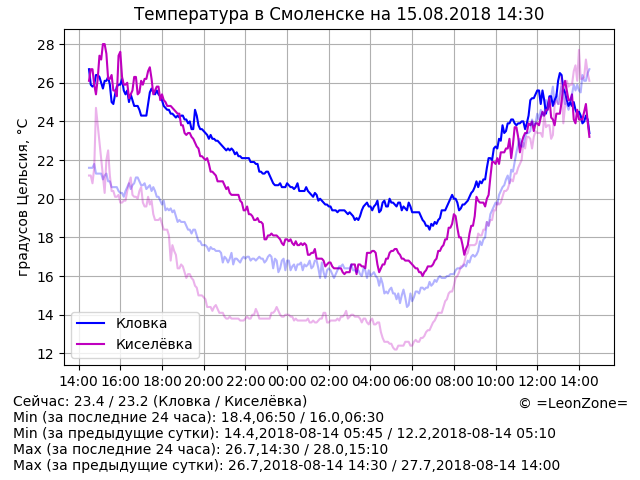 Температура в Смоленске на 15.08.2018 14:30
градусов Цельсия, °C
28
26
24
22
20
18
16
14
12
Кловка
Киселёвка
14:00 16:00 18:00 20:00 22:00 00:00 02:00 04:00 06:00 08:00 10:00 12:00 14:00
Сейчас: 23.4 / 23.2 (Кловка / Киселёвка)
© =LeonZone=
Min (за последние 24 часа): 18.4,06:50 / 16.0,06:30
Min (за предыдущие сутки): 14.4,2018-08-14 05:45 / 12.2,2018-08-14 05:10
Max (за последние 24 часа): 26.7,14:30 / 28.0,15:10
Max (за предыдущие сутки): 26.7,2018-08-14 14:30 / 27.7,2018-08-14 14:00